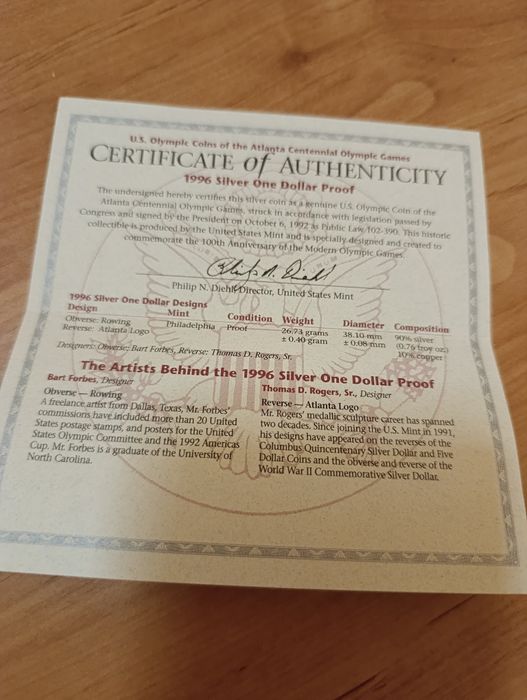 U.S. Olympic Coins of the Atlanta Centennial Olympic Games
CERTIFICATE of AUTHENTICITY
1996 Silver One Dollar Proof
The undersigned hereby certifies this silver coin as a genuine U.S. Olympic Coin of the
Atlanta Centennial Olympic Games, struck in accordance with legislation passed by
Congress and signed by the President on October 6, 1992 as Public Law 102-390. This historic
collectible is produced by the United States Mint and is specially designed and created to
commemorate the 100th Anniversary of the Modern Olympic Games.
Philip N. Diehl
Philip N. Diehl, Director, United States Mint
1996 Silver One Dollar Designs
Design Mint Condition Weight Diameter Composition
Obverse: Rowing Philadelphia Proof 26.73 grams 38.10 mm 90% silver
Reverse: Atlanta Logo ± 0.40 gram ± 0.08 mm (0.76 troy oz.)
10% copper
Designers: Obverse; Bart Forbes, Reverse: Thomas D. Rogers, Sr.
The Artists Behind the 1996 Silver One Dollar Proof
Bart Forbes, Designer
Obverse — Rowing
A freelance artist from Dallas, Texas, Mr. Forbes'
commissions have included more than 20 United
States postage stamps, and posters for the United
States Olympic Committee and the 1992 Americas
Cup. Mr. Forbes is a graduate of the University of
North Carolina.
Thomas D. Rogers, Sr., Designer
Reverse — Atlanta Logo
Mr. Rogers' medallic sculpture career has spanned
two decades. Since joining the U.S. Mint in 1991,
his designs have appeared on the reverses of the
Columbus Quincentenary Silver Dollar and Five
Dollar Coins and the obverse and reverse of the
World War II Commemorative Silver Dollar.